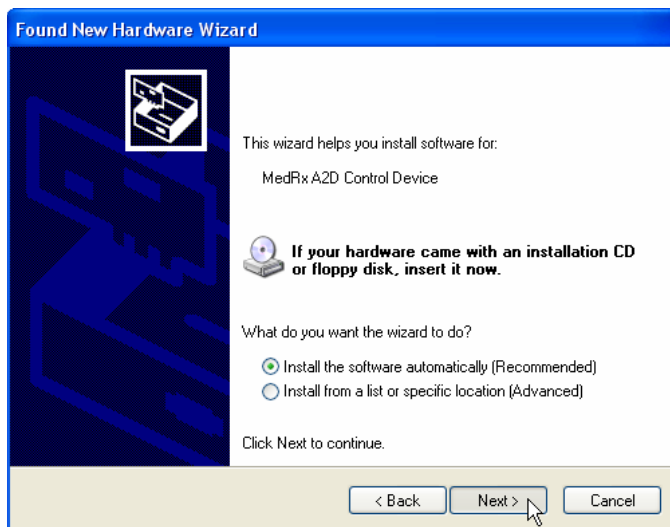 Found New Hardware Wizard
This wizard helps you install software for:
MedRx A2D Control Device
If your hardware came with an installation CD
or floppy disk, insert it now.
What do you want the wizard to do?
Install the software automatically (Recommended)
Install from a list or specific location (Advanced)
Click Next to continue.
< Back Next > Cancel